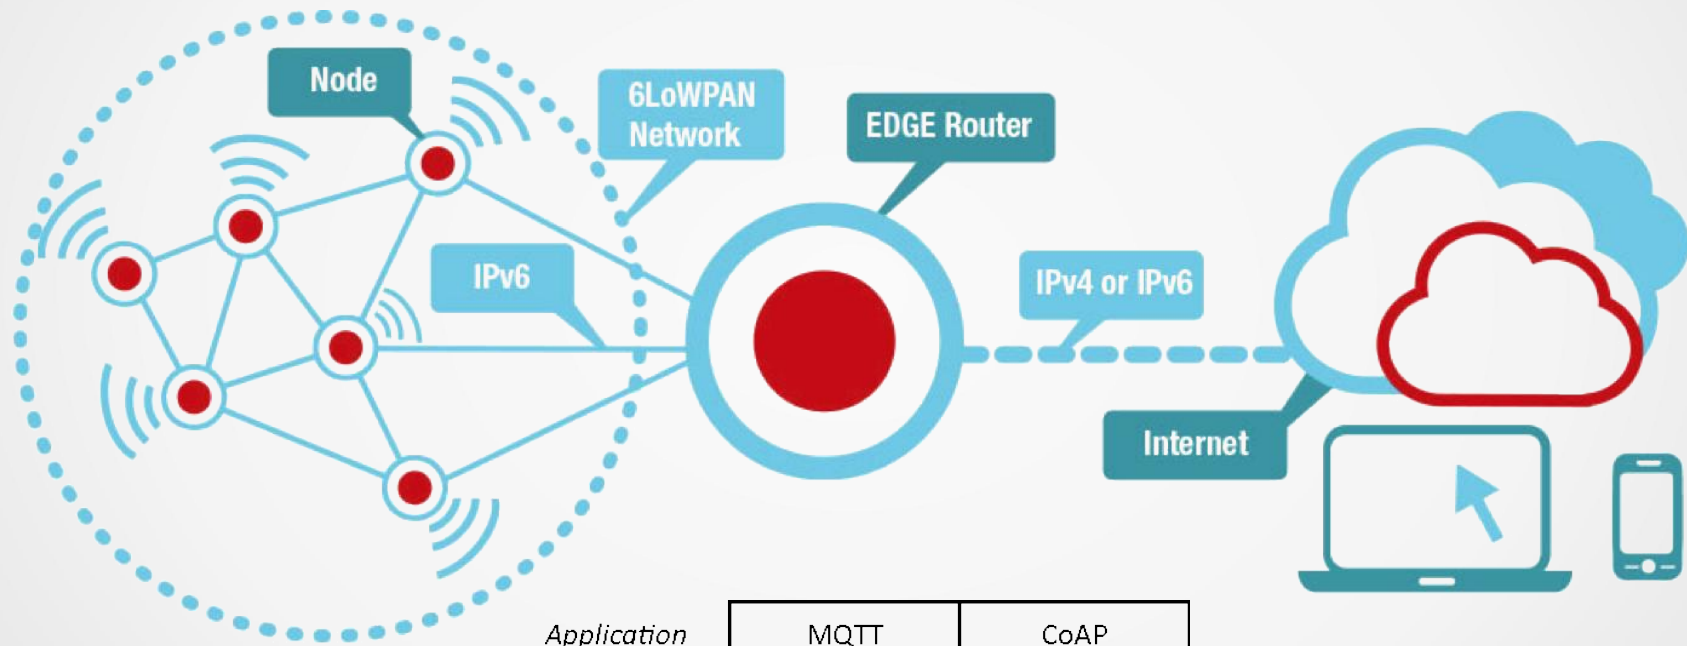 Node
6LoWPAN
Network
EDGE Router
IPv6
IPv4 or IPv6
Internet
Application MQTT CoAP